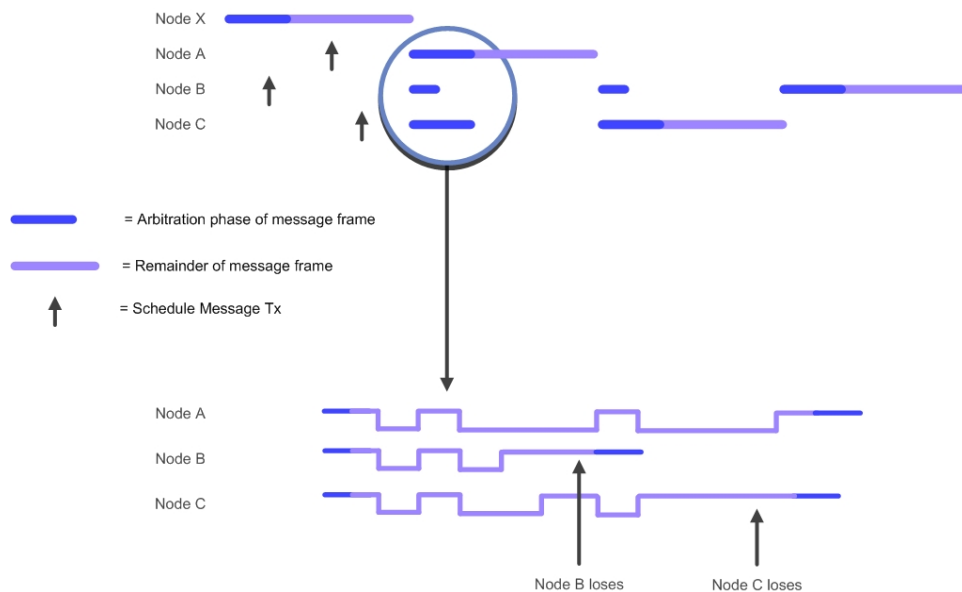 Node X
Node A
Node B
Node C
= Arbitration phase of message frame
= Remainder of message frame
= Schedule Message Tx
Node A
Node B
Node C
Node B loses
Node C loses